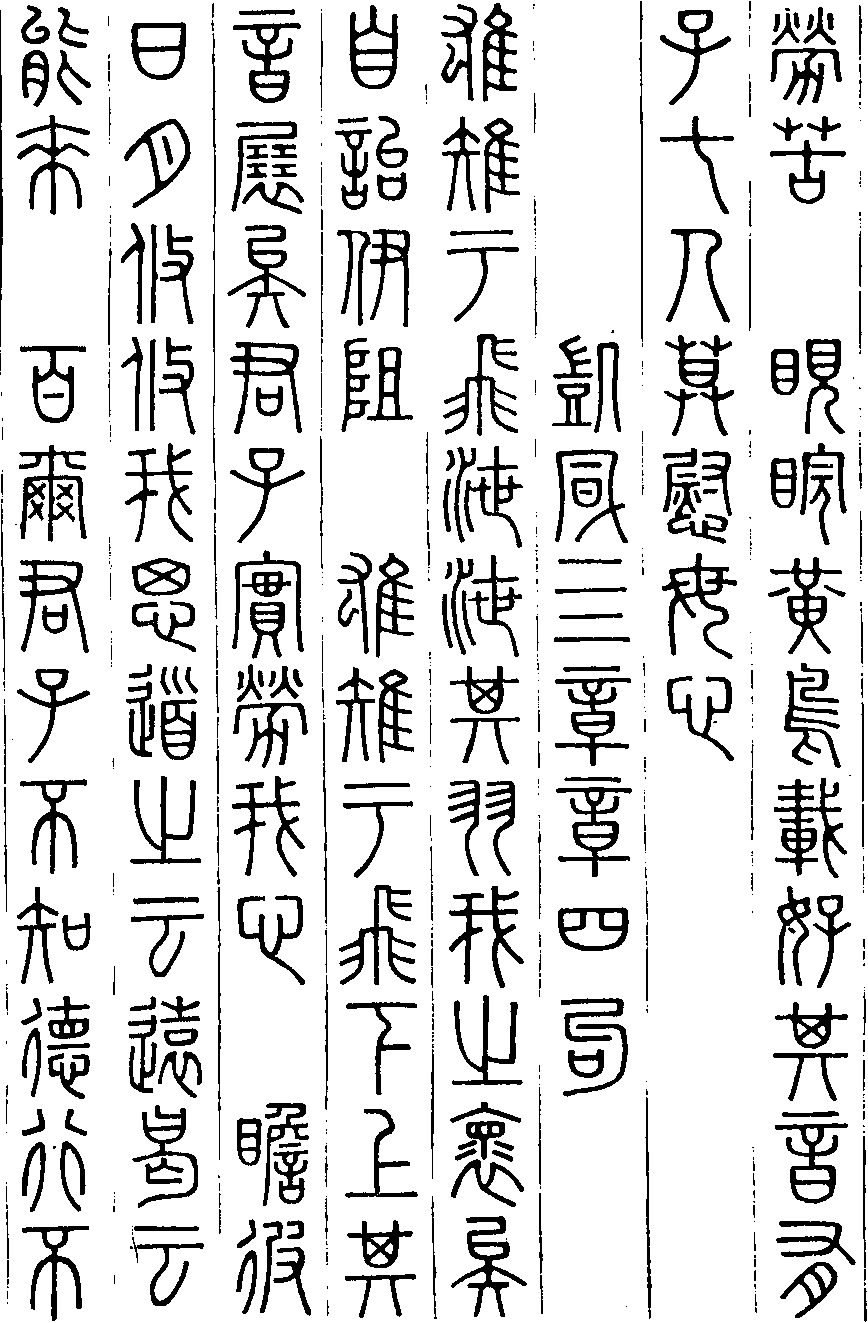 勞苦　睍睆黃鳥載好其音有
子七人莫慰母心
凱風亖章章四句
雄雉于飛泄泄其羽我之懷矣
自詒伊阻　雄雉于飛下上其
音展矣君子實勞我心　瞻彼
日月攸攸我思道之云遠曷云
能來　百爾君子不知德行不